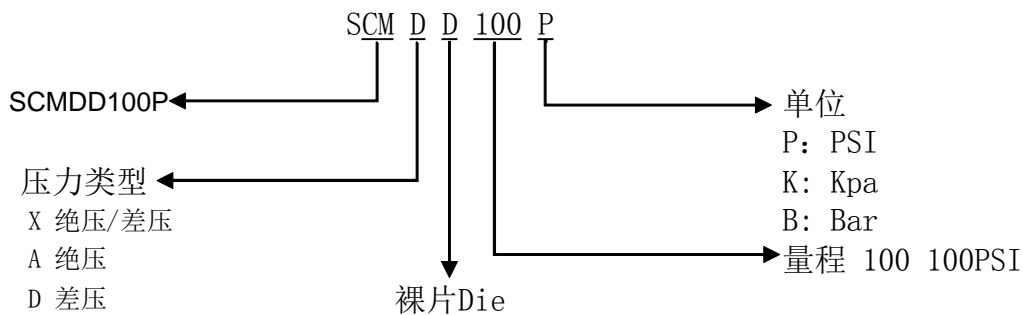 SCM D D 100 P
SCMDD100P
单位
P：PSI
K: Kpa
B: Bar
量程 100 100PSI
压力类型
X 绝压/差压
A 绝压
D 差压
裸片Die